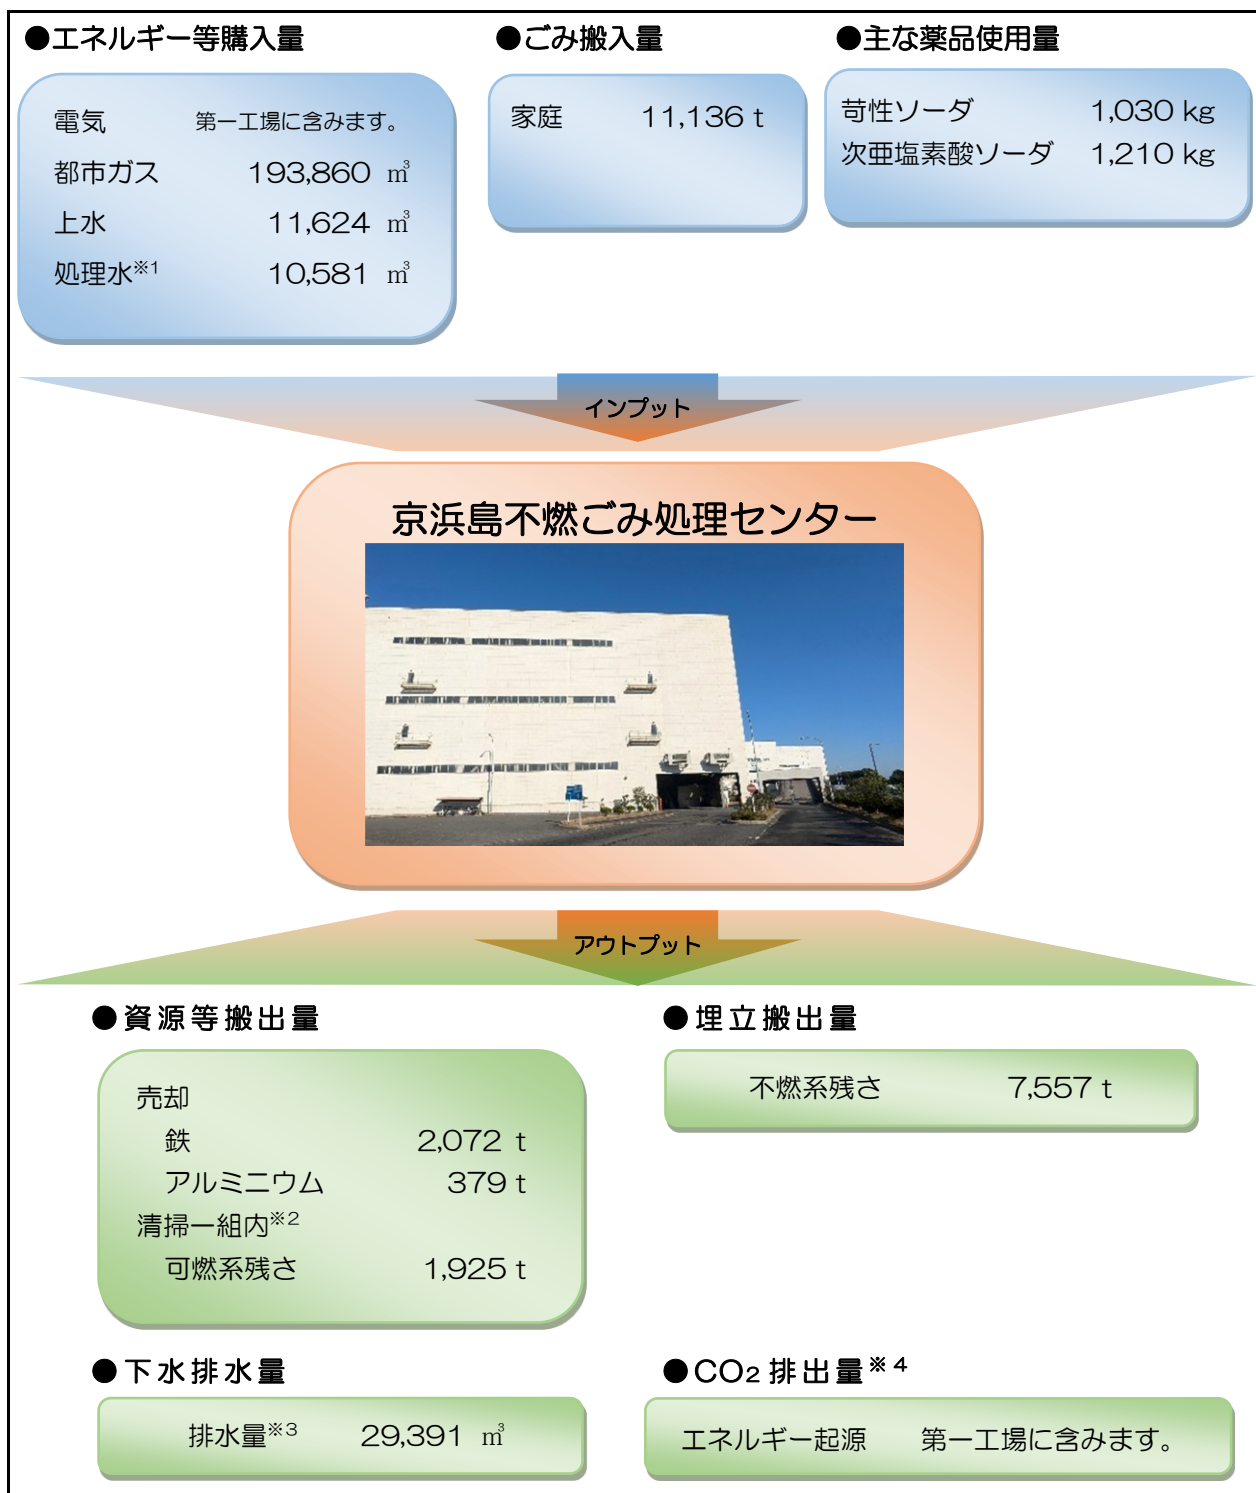 ●エネルギー等購入量
電気 第一工場に含みます。
都市ガス 193,860 ㎥
上水 11,624 ㎥
処理水※1 10,581 ㎥
●ごみ搬入量
家庭 11,136 t
●主な薬品使用量
苛性ソーダ 1,030 kg
次亜塩素酸ソーダ 1,210 kg
インプット
京浜島不燃ごみ処理センター
アウトプット
●資源等搬出量
売却
鉄 2,072 t
アルミニウム 379 t
清掃一組内※2
可燃系残さ 1,925 t
●埋立搬出量
不燃系残さ 7,557 t
●下水排水量
排水量※3 29,391 ㎥
●CO2排出量※4
エネルギー起源 第一工場に含みます。